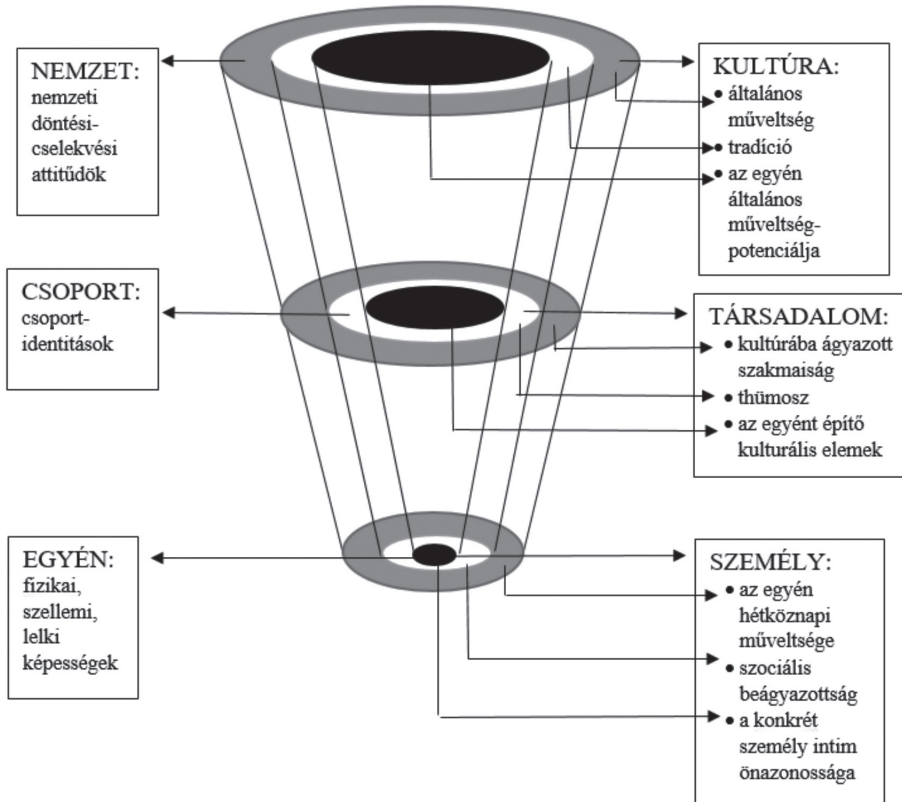 NEMZET:
nemzeti
döntési-
cselekvési
attitűdök
KULTÚRA:
• általános
műveltség
• tradíció
• az egyén
általános
műveltség-
potenciálja
CSOPORT:
csoport-
identitások
TÁRSADALOM:
• kultúrába ágyazott
szakmaiság
• thümosz
• az egyént építő
kulturális elemek
EGYÉN:
fizikai,
szellemi,
lelki
képességek
SZEMÉLY:
• az egyén
hétköznapi
műveltsége
• szociális
beágyazottság
• a konkrét
személy intim
önazonossága